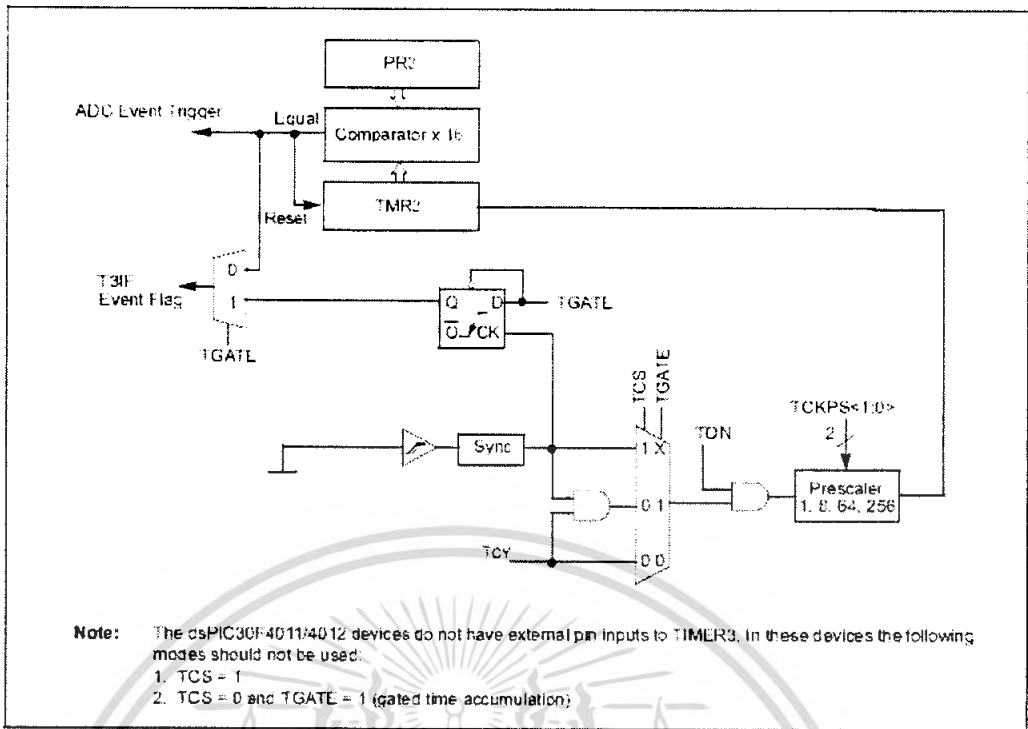 PR3
ADC Event Trigger
Equal
Comparator x 16
TMR3
Reset
0
T3IF
Event Flag
1
Q D
TGATE
Q CK
TGATE
TCS
TGATE
TCKPS<1:0>
TON
2
Sync
1 X
Prescaler
1, 8, 64, 256
0 1
TCY
0 0
Note: The dsPIC30F4011/4012 devices do not have external pin inputs to TIMER3. In these devices the following
modes should not be used:
1. TCS = 1
2. TCS = 0 and TGATE = 1 (gated time accumulation)